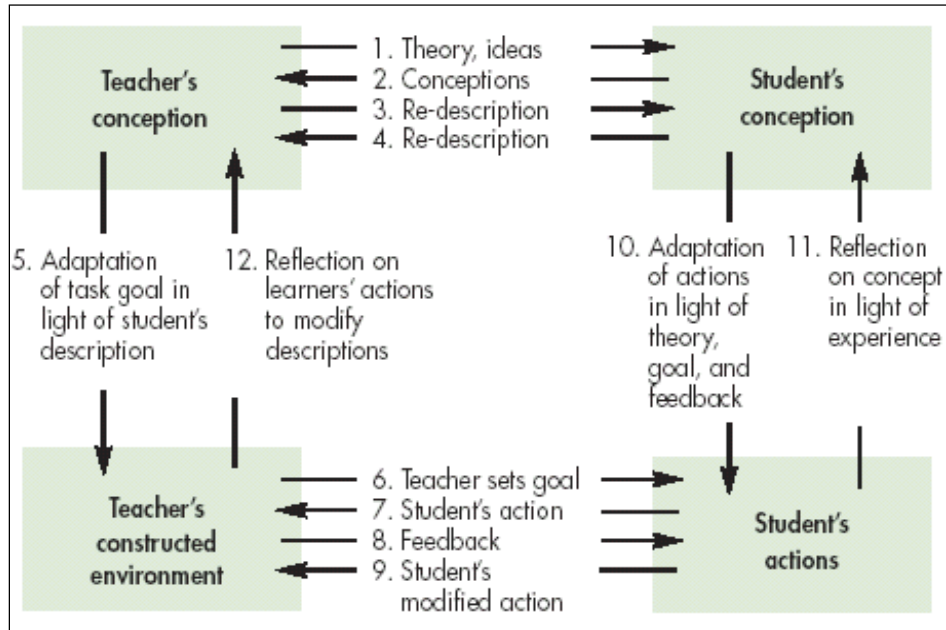 Teacher's
conception
1. Theory, ideas
2. Conceptions
3. Re-description
4. Re-description
Student's
conception
5. Adaptation
of task goal in
light of student's
description
12. Reflection on
learners' actions
to modify
descriptions
10. Adaptation
of actions
in light of
theory,
goal, and
feedback
11. Reflection
on concept
in light of
experience
Teacher's
constructed
environment
6. Teacher sets goal
7. Student's action
8. Feedback
9. Student's
modified action
Student's
actions